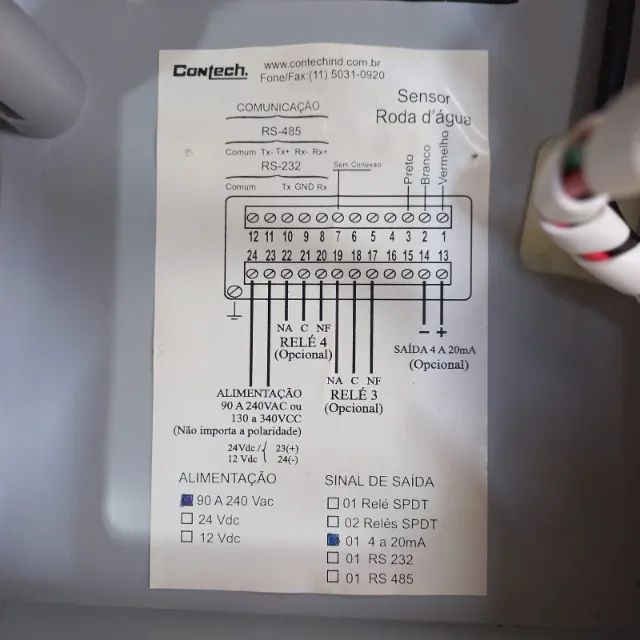 Contech. www.contechind.com.br
Fone/Fax:(11) 5031-0920
COMUNICAÇÃO
Sensor
Roda d'água
RS-485
Comum Tx- Tx+ Rx- Rx+
RS-232
Comum Tx GND Rx
Sem Conexão
Preto
Branco
Vermelho
12 11 10 9 8 7 6 5 4 3 2 1
24 23 22 21 20 19 18 17 16 15 14 13
NA C NF
RELÉ 4
(Opcional)
− +
SAÍDA 4 A 20mA
(Opcional)
NA C NF
RELÉ 3
(Opcional)
ALIMENTAÇÃO
90 A 240VAC ou
130 a 340VCC
(Não importa a polaridade)
24Vdc / 23(+)
12 Vdc 24(-)
ALIMENTAÇÃO
90 A 240 Vac
24 Vdc
12 Vdc
SINAL DE SAÍDA
01 Relé SPDT
02 Relés SPDT
01 4 a 20mA
01 RS 232
01 RS 485